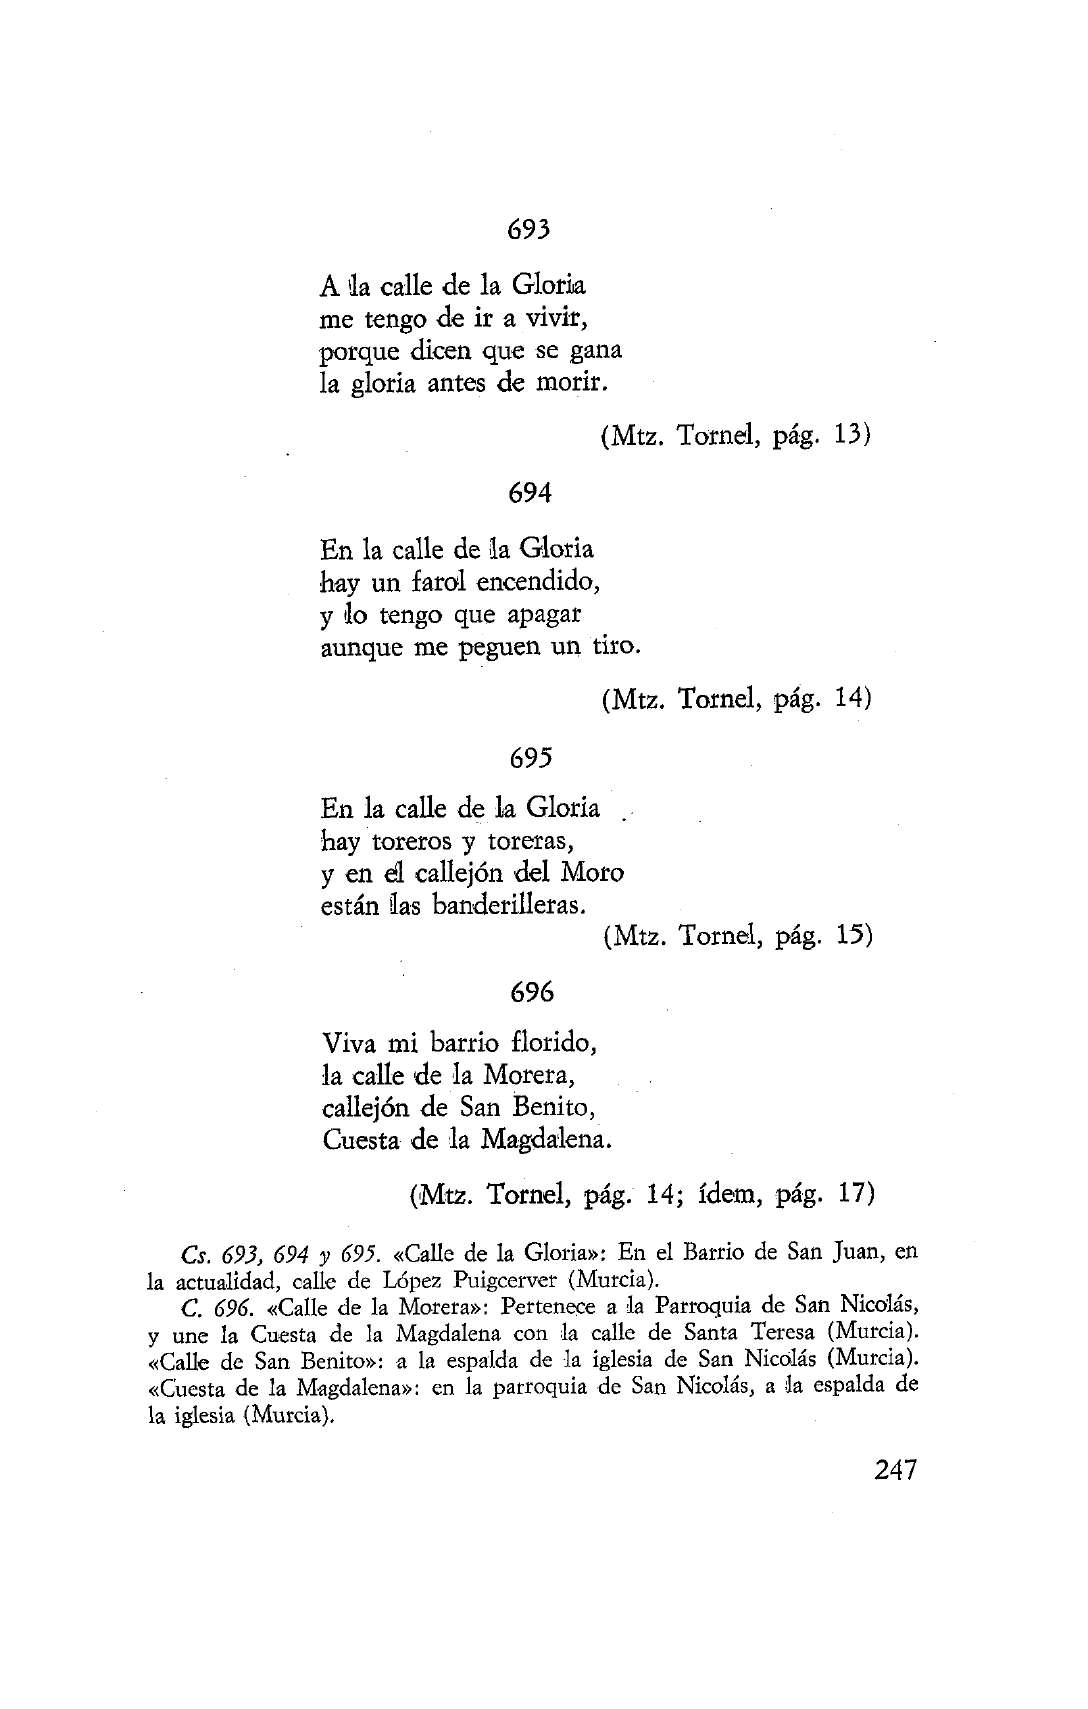 693
A la calle de la Gloria
me tengo de ir a vivir,
porque dicen que se gana
la gloria antes de morir.
(Mtz. Tornel, pág. 13)
694
En la calle de la Gloria
hay un farol encendido,
y lo tengo que apagar
aunque me peguen un tiro.
(Mtz. Tornel, pág. 14)
695
En la calle de la Gloria
hay toreros y toreras,
y en el callejón del Moro
están las banderilleras.
(Mtz. Tornel, pág. 15)
696
Viva mi barrio florido,
la calle de la Morera,
callejón de San Benito,
Cuesta de la Magdalena.
(Mtz. Tornel, pág. 14; ídem, pág. 17)
Cs. 693, 694 y 695. «Calle de la Gloria»: En el Barrio de San Juan, en
la actualidad, calle de López Puigcerver (Murcia).
C. 696. «Calle de la Morera»: Pertenece a la Parroquia de San Nicolás,
y une la Cuesta de la Magdalena con la calle de Santa Teresa (Murcia).
«Calle de San Benito»: a la espalda de la iglesia de San Nicolás (Murcia).
«Cuesta de la Magdalena»: en la parroquia de San Nicolás, a la espalda de
la iglesia (Murcia).
247